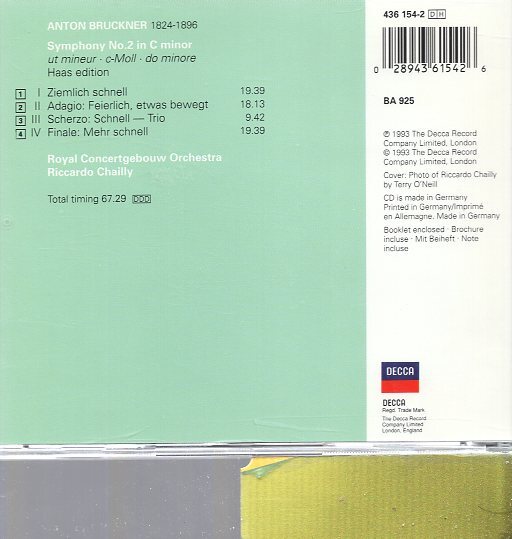 ANTON BRUCKNER 1824-1896
Symphony No.2 in C minor
ut mineur · c-Moll · do minore
Haas edition
1 I Ziemlich schnell 19.39
2 II Adagio: Feierlich, etwas bewegt 18.13
3 III Scherzo: Schnell — Trio 9.42
4 IV Finale: Mehr schnell 19.39
Royal Concertgebouw Orchestra
Riccardo Chailly
Total timing 67.29 DDD
436 154-2 DH
0 28943 61542 6
BA 925
℗ 1993 The Decca Record
Company Limited, London
© 1993 The Decca Record
Company Limited, London
Cover: Photo of Riccardo Chailly
by Terry O'Neill
CD is made in Germany
Printed in Germany/Imprimé
en Allemagne. Made in Germany
Booklet enclosed · Brochure
incluse · Mit Beiheft · Note
incluse
DECCA
DECCA
Regd. Trade Mark
The Decca Record
Company Limited
London, England